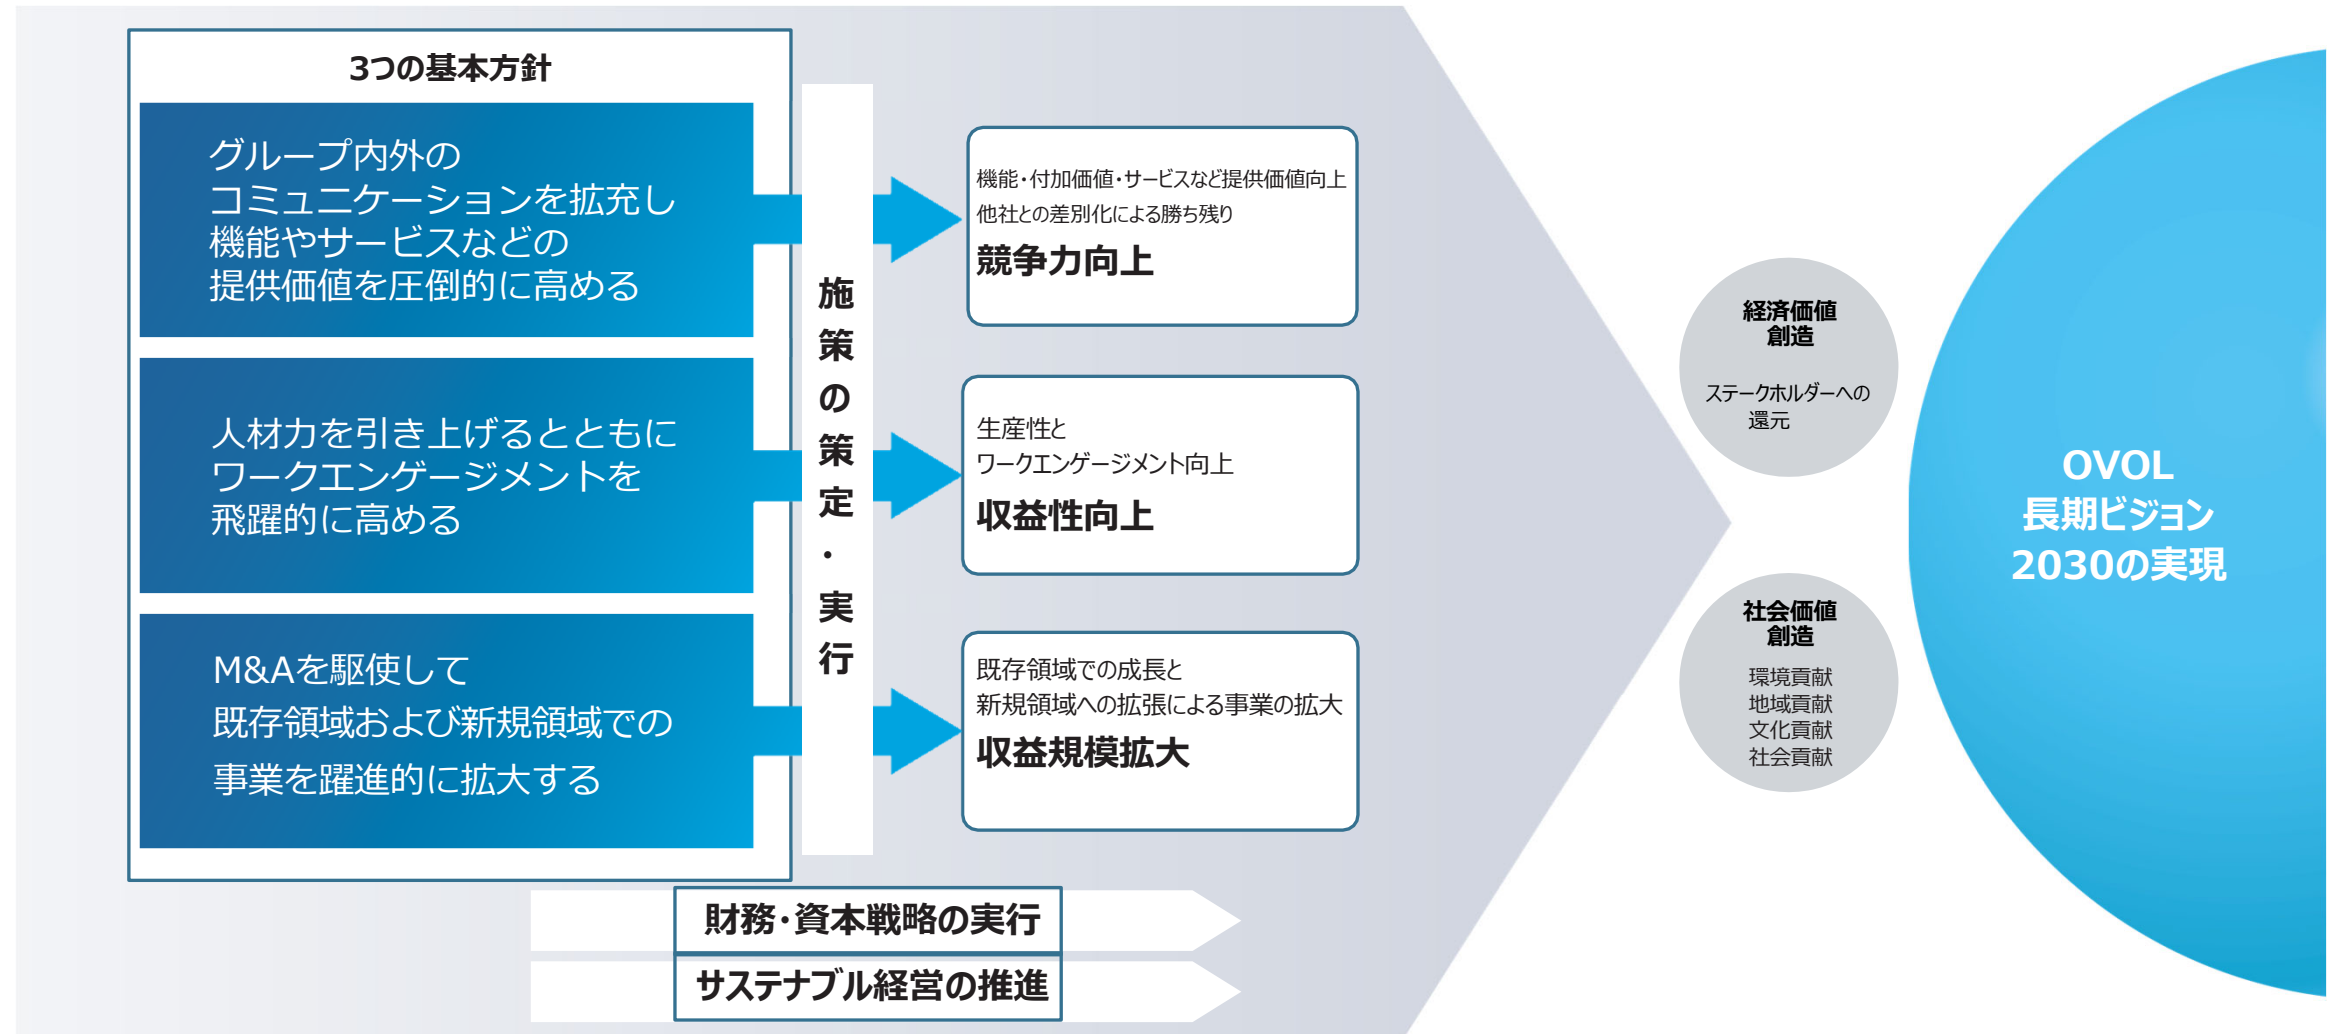 3つの基本方針
グループ内外の
コミュニケーションを拡充し
機能やサービスなどの
提供価値を圧倒的に高める
人材力を引き上げるとともに
ワークエンゲージメントを
飛躍的に高める
M&Aを駆使して
既存領域および新規領域での
事業を躍進的に拡大する
施策の策定・実行
機能・付加価値・サービスなど提供価値向上
他社との差別化による勝ち残り
競争力向上
生産性と
ワークエンゲージメント向上
収益性向上
既存領域での成長と
新規領域への拡張による事業の拡大
収益規模拡大
財務・資本戦略の実行
サステナブル経営の推進
経済価値
創造
ステークホルダーへの
還元
社会価値
創造
環境貢献
地域貢献
文化貢献
社会貢献
OVOL
長期ビジョン
2030の実現